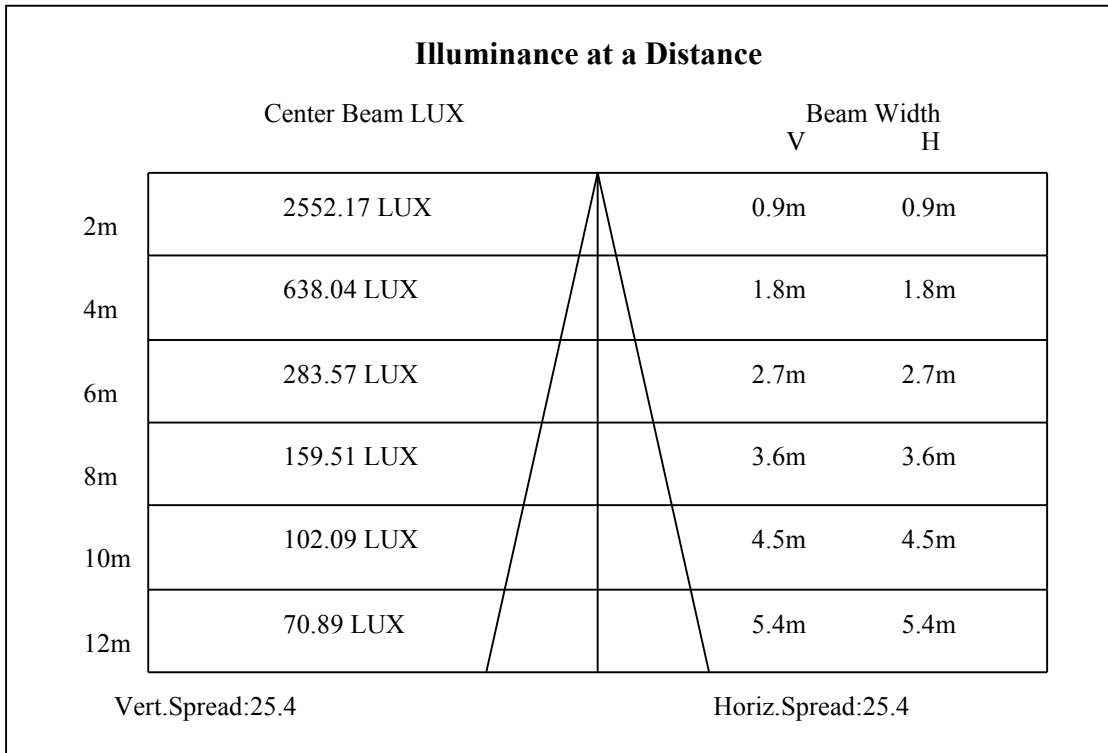 Illuminance at a Distance
Center Beam LUX Beam Width
V H
2m 2552.17 LUX 0.9m 0.9m
4m 638.04 LUX 1.8m 1.8m
6m 283.57 LUX 2.7m 2.7m
8m 159.51 LUX 3.6m 3.6m
10m 102.09 LUX 4.5m 4.5m
12m 70.89 LUX 5.4m 5.4m
Vert.Spread:25.4 Horiz.Spread:25.4